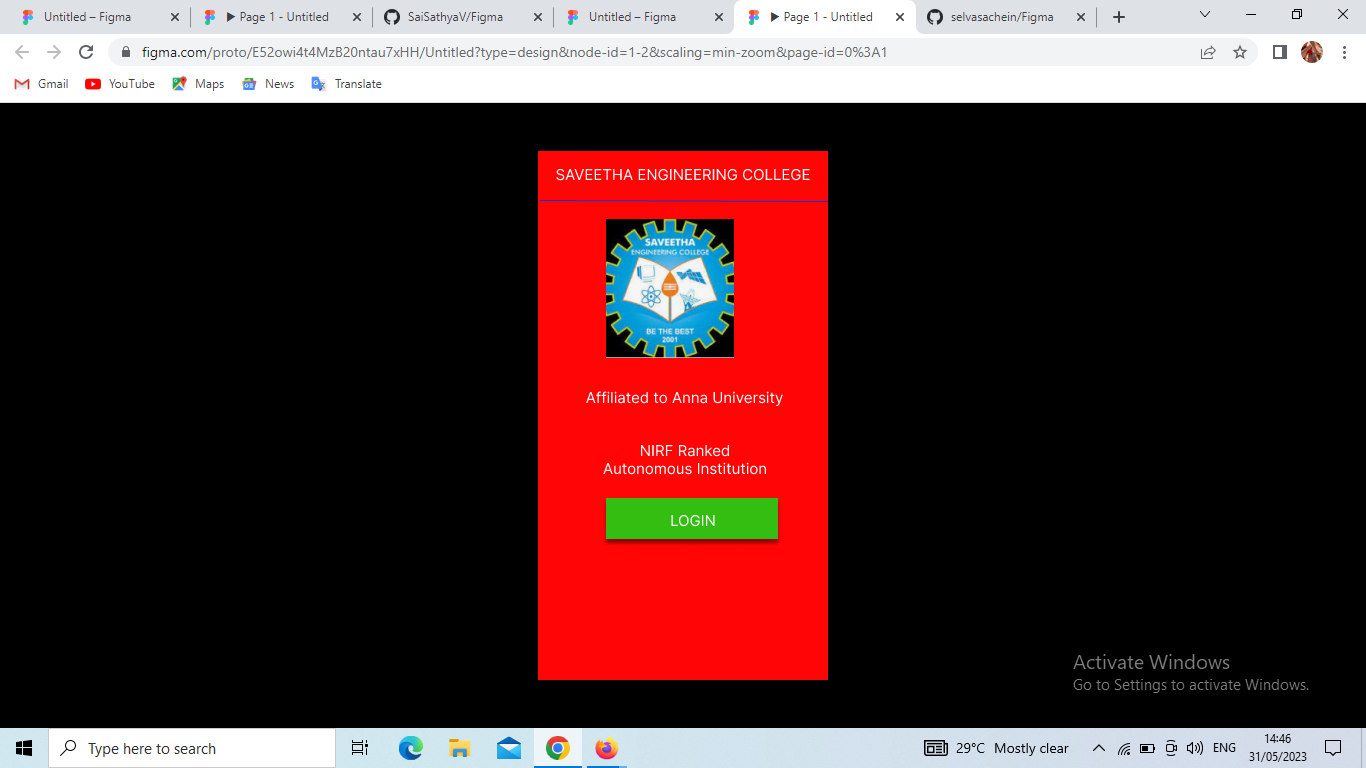 Untitled – Figma
▶ Page 1 - Untitled
SaiSathyaV/Figma
Untitled – Figma
▶ Page 1 - Untitled
selvasachein/Figma
figma.com/proto/E52owi4t4MzB20ntau7xHH/Untitled?type=design&node-id=1-2&scaling=min-zoom&page-id=0%3A1
Gmail
YouTube
Maps
News
Translate
SAVEETHA ENGINEERING COLLEGE
SAVEETHA
ENGINEERING COLLEGE
BE THE BEST
2001
Affiliated to Anna University
NIRF Ranked
Autonomous Institution
LOGIN
Activate Windows
Go to Settings to activate Windows.
Type here to search
29°C Mostly clear
ENG
14:46
31/05/2023